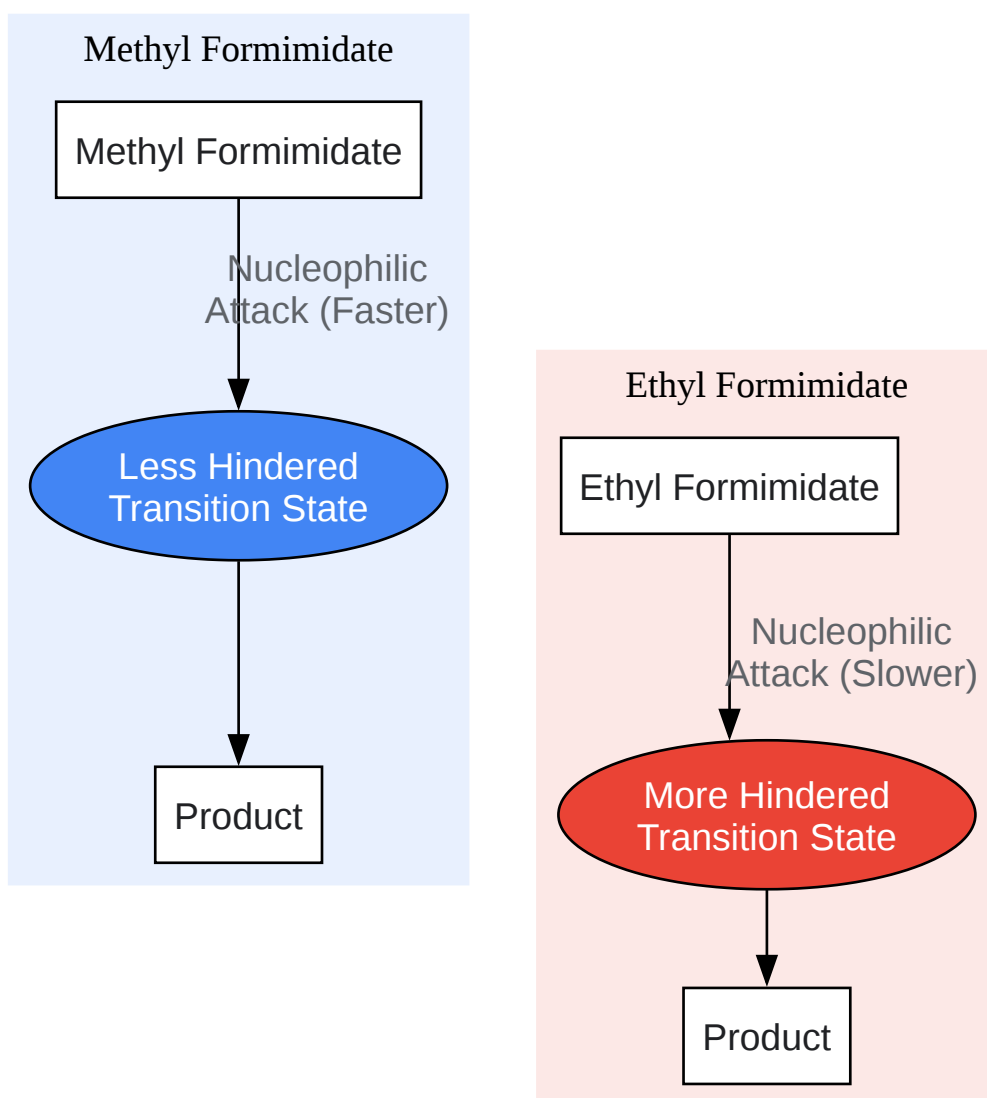 Methyl Formimidate
Methyl Formimidate
Nucleophilic
Attack (Faster)
Less Hindered
Transition State
Product
Ethyl Formimidate
Ethyl Formimidate
Nucleophilic
Attack (Slower)
More Hindered
Transition State
Product